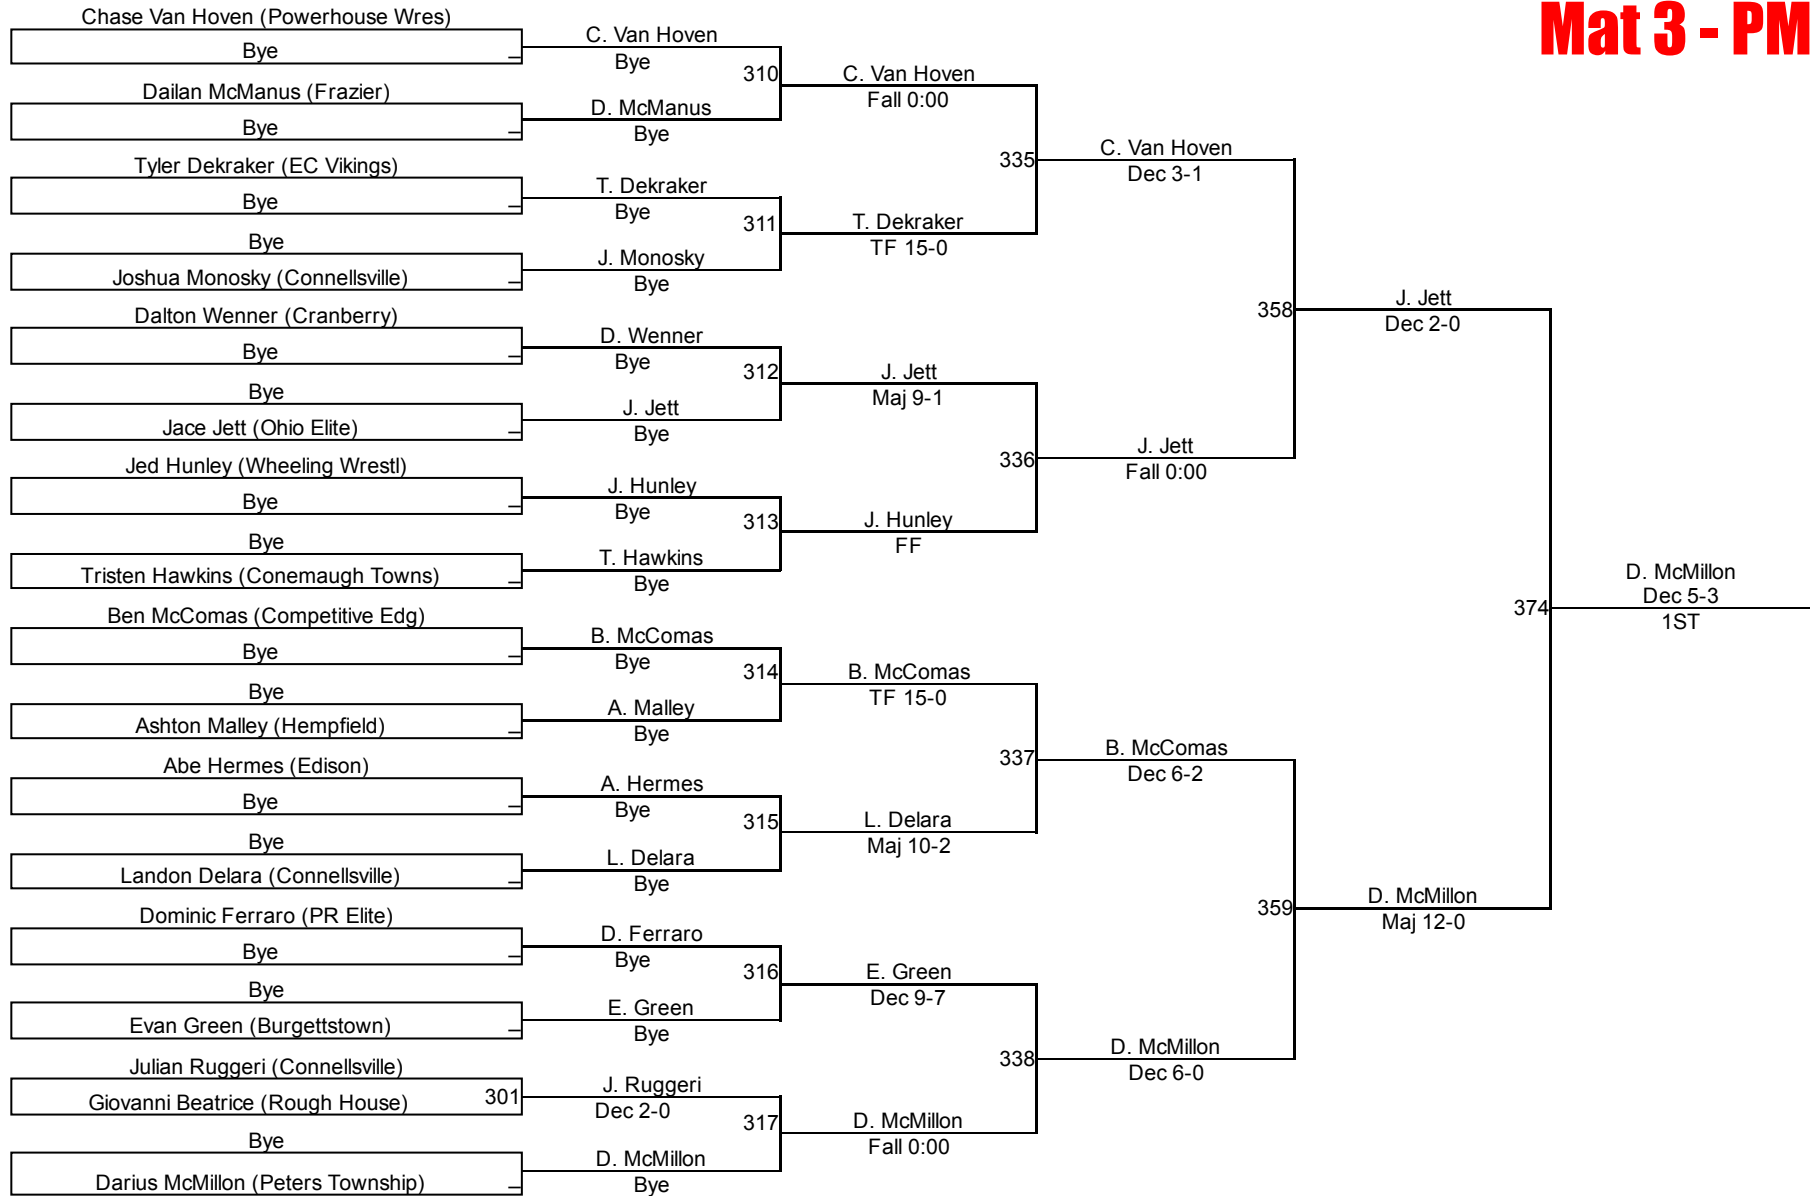 Mat 3 - PM
Chase Van Hoven (Powerhouse Wres)
Bye
Dailan McManus (Frazier)
Bye
Tyler Dekraker (EC Vikings)
Bye
Bye
Joshua Monosky (Connellsville)
Dalton Wenner (Cranberry)
Bye
Bye
Jace Jett (Ohio Elite)
Jed Hunley (Wheeling Wrestl)
Bye
Bye
Tristen Hawkins (Conemaugh Towns)
Ben McComas (Competitive Edg)
Bye
Bye
Ashton Malley (Hempfield)
Abe Hermes (Edison)
Bye
Bye
Landon Delara (Connellsville)
Dominic Ferraro (PR Elite)
Bye
Bye
Evan Green (Burgettstown)
Julian Ruggeri (Connellsville)
Giovanni Beatrice (Rough House)
301
Bye
Darius McMillon (Peters Township)
C. Van Hoven
Bye
310
D. McManus
Bye
T. Dekraker
Bye
311
J. Monosky
Bye
D. Wenner
Bye
312
J. Jett
Bye
J. Hunley
Bye
313
T. Hawkins
Bye
B. McComas
Bye
314
A. Malley
Bye
A. Hermes
Bye
315
L. Delara
Bye
D. Ferraro
Bye
316
E. Green
Bye
J. Ruggeri
Dec 2-0
317
D. McMillon
Bye
C. Van Hoven
Fall 0:00
335
T. Dekraker
TF 15-0
J. Jett
Maj 9-1
336
J. Hunley
FF
B. McComas
TF 15-0
337
L. Delara
Maj 10-2
E. Green
Dec 9-7
338
D. McMillon
Fall 0:00
C. Van Hoven
Dec 3-1
358
J. Jett
Fall 0:00
B. McComas
Dec 6-2
359
D. McMillon
Dec 6-0
J. Jett
Dec 2-0
374
D. McMillon
Maj 12-0
D. McMillon
Dec 5-3
1ST